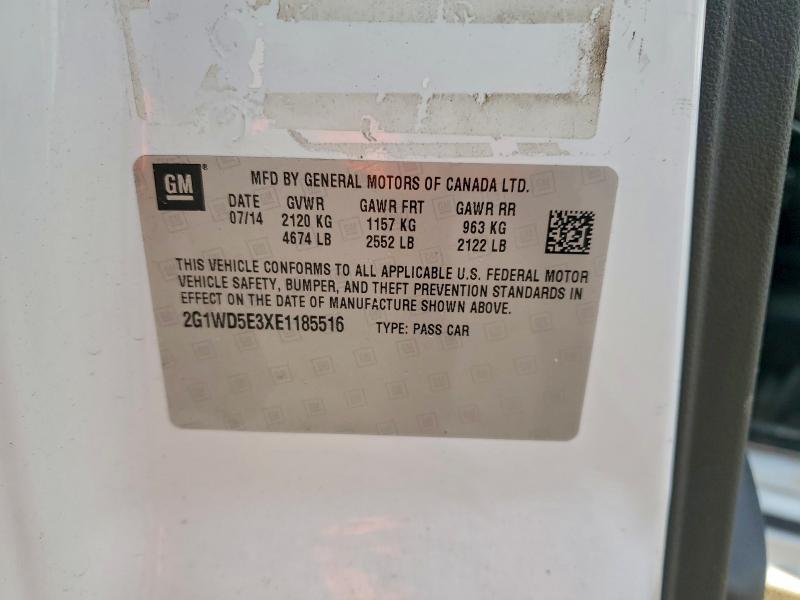 GM
MFD BY GENERAL MOTORS OF CANADA LTD.
DATE GVWR GAWR FRT GAWR RR
07/14 2120 KG 1157 KG 963 KG
4674 LB 2552 LB 2122 LB
THIS VEHICLE CONFORMS TO ALL APPLICABLE U.S. FEDERAL MOTOR
VEHICLE SAFETY, BUMPER, AND THEFT PREVENTION STANDARDS IN
EFFECT ON THE DATE OF MANUFACTURE SHOWN ABOVE.
2G1WD5E3XE1185516 TYPE: PASS CAR